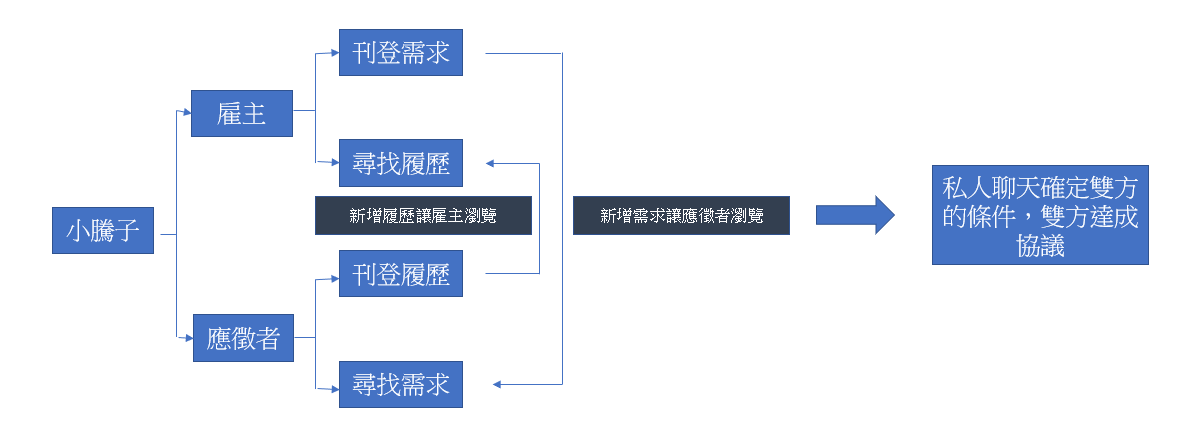 刊登需求
雇主
尋找履歷
新增履歷讓雇主瀏覽
新增需求讓應徵者瀏覽
小騰子
刊登履歷
應徵者
尋找需求
私人聊天確定雙方
的條件，雙方達成
協議